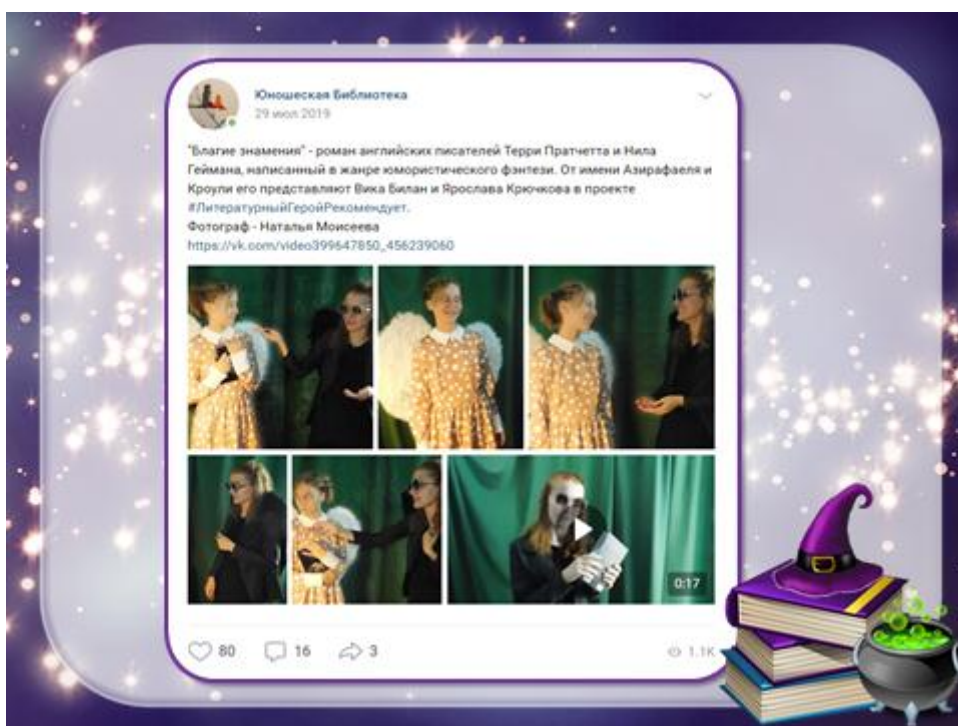 Юношеская Библиотека
29 июл 2019
"Благие знамения" - роман английских писателей Терри Пратчетта и Нила
Геймана, написанный в жанре юмористического фэнтези. От имени Азирафаеля и
Кроули его представляют Вика Билан и Ярослава Крючкова в проекте
#ЛитературныйГеройРекомендует.
Фотограф - Наталья Моисеева
https://vk.com/video399647850_456239060
0:17
80 16 3 1.1K